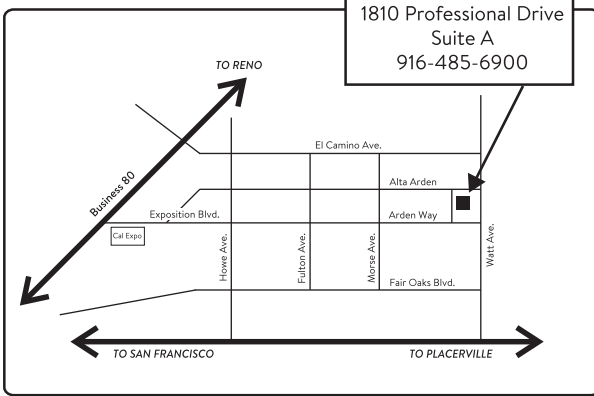 1810 Professional Drive
Suite A
916-485-6900
TO RENO
El Camino Ave.
Business 80
Alta Arden
Exposition Blvd.
Arden Way
Cal Expo
Howe Ave.
Fulton Ave.
Morse Ave.
Watt Ave.
Fair Oaks Blvd.
TO SAN FRANCISCO
TO PLACERVILLE